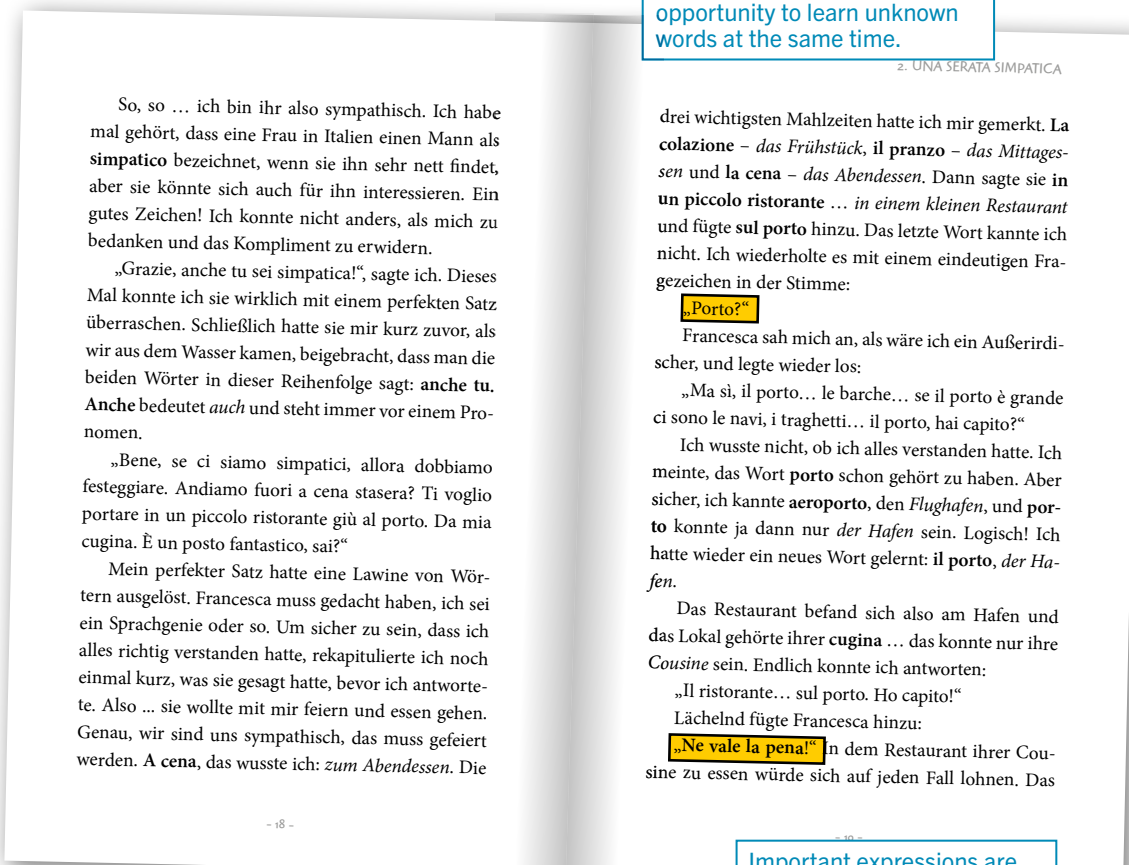 opportunity to learn unknown
words at the same time.
So, so … ich bin ihr also sympathisch. Ich habe
mal gehört, dass eine Frau in Italien einen Mann als
simpatico bezeichnet, wenn sie ihn sehr nett findet,
aber sie könnte sich auch für ihn interessieren. Ein
gutes Zeichen! Ich konnte nicht anders, als mich zu
bedanken und das Kompliment zu erwidern.
„Grazie, anche tu sei simpatica!“, sagte ich. Dieses
Mal konnte ich sie wirklich mit einem perfekten Satz
überraschen. Schließlich hatte sie mir kurz zuvor, als
wir aus dem Wasser kamen, beigebracht, dass man die
beiden Wörter in dieser Reihenfolge sagt: anche tu.
Anche bedeutet auch und steht immer vor einem Pro-
nomen.
„Bene, se ci siamo simpatici, allora dobbiamo
festeggiare. Andiamo fuori a cena stasera? Ti voglio
portare in un piccolo ristorante giù al porto. Da mia
cugina. È un posto fantastico, sai?“
Mein perfekter Satz hatte eine Lawine von Wör-
tern ausgelöst. Francesca muss gedacht haben, ich sei
ein Sprachgenie oder so. Um sicher zu sein, dass ich
alles richtig verstanden hatte, rekapitulierte ich noch
einmal kurz, was sie gesagt hatte, bevor ich antworte-
te. Also ... sie wollte mit mir feiern und essen gehen.
Genau, wir sind uns sympathisch, das muss gefeiert
werden. A cena, das wusste ich: zum Abendessen. Die
- 18 -
2. UNA SERATA SIMPATICA
drei wichtigsten Mahlzeiten hatte ich mir gemerkt. La
colazione – das Frühstück, il pranzo – das Mittages-
sen und la cena – das Abendessen. Dann sagte sie in
un piccolo ristorante … in einem kleinen Restaurant
und fügte sul porto hinzu. Das letzte Wort kannte ich
nicht. Ich wiederholte es mit einem eindeutigen Fra-
gezeichen in der Stimme:
„Porto?“
Francesca sah mich an, als wäre ich ein Außerirdi-
scher, und legte wieder los:
„Ma sì, il porto… le barche… se il porto è grande
ci sono le navi, i traghetti… il porto, hai capito?“
Ich wusste nicht, ob ich alles verstanden hatte. Ich
meinte, das Wort porto schon gehört zu haben. Aber
sicher, ich kannte aeroporto, den Flughafen, und por-
to konnte ja dann nur der Hafen sein. Logisch! Ich
hatte wieder ein neues Wort gelernt: il porto, der Ha-
fen.
Das Restaurant befand sich also am Hafen und
das Lokal gehörte ihrer cugina … das konnte nur ihre
Cousine sein. Endlich konnte ich antworten:
„Il ristorante… sul porto. Ho capito!“
Lächelnd fügte Francesca hinzu:
„Ne vale la pena!“ In dem Restaurant ihrer Cou-
sine zu essen würde sich auf jeden Fall lohnen. Das
- 19 -
Important expressions are